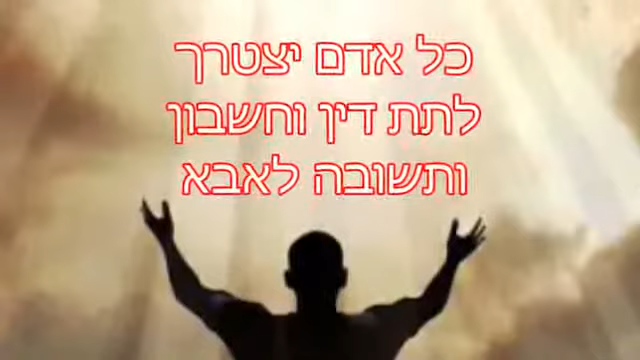 כל אדם יצטרך
לתת דין וחשבון
ותשובה לאבא